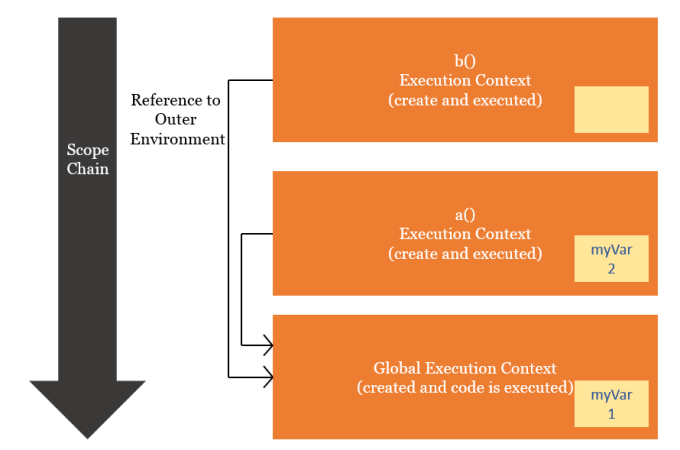 Scope
Chain
Reference to
Outer
Environment
b()
Execution Context
(create and executed)
a()
Execution Context
(create and executed)
myVar
2
Global Execution Context
(created and code is executed)
myVar
1